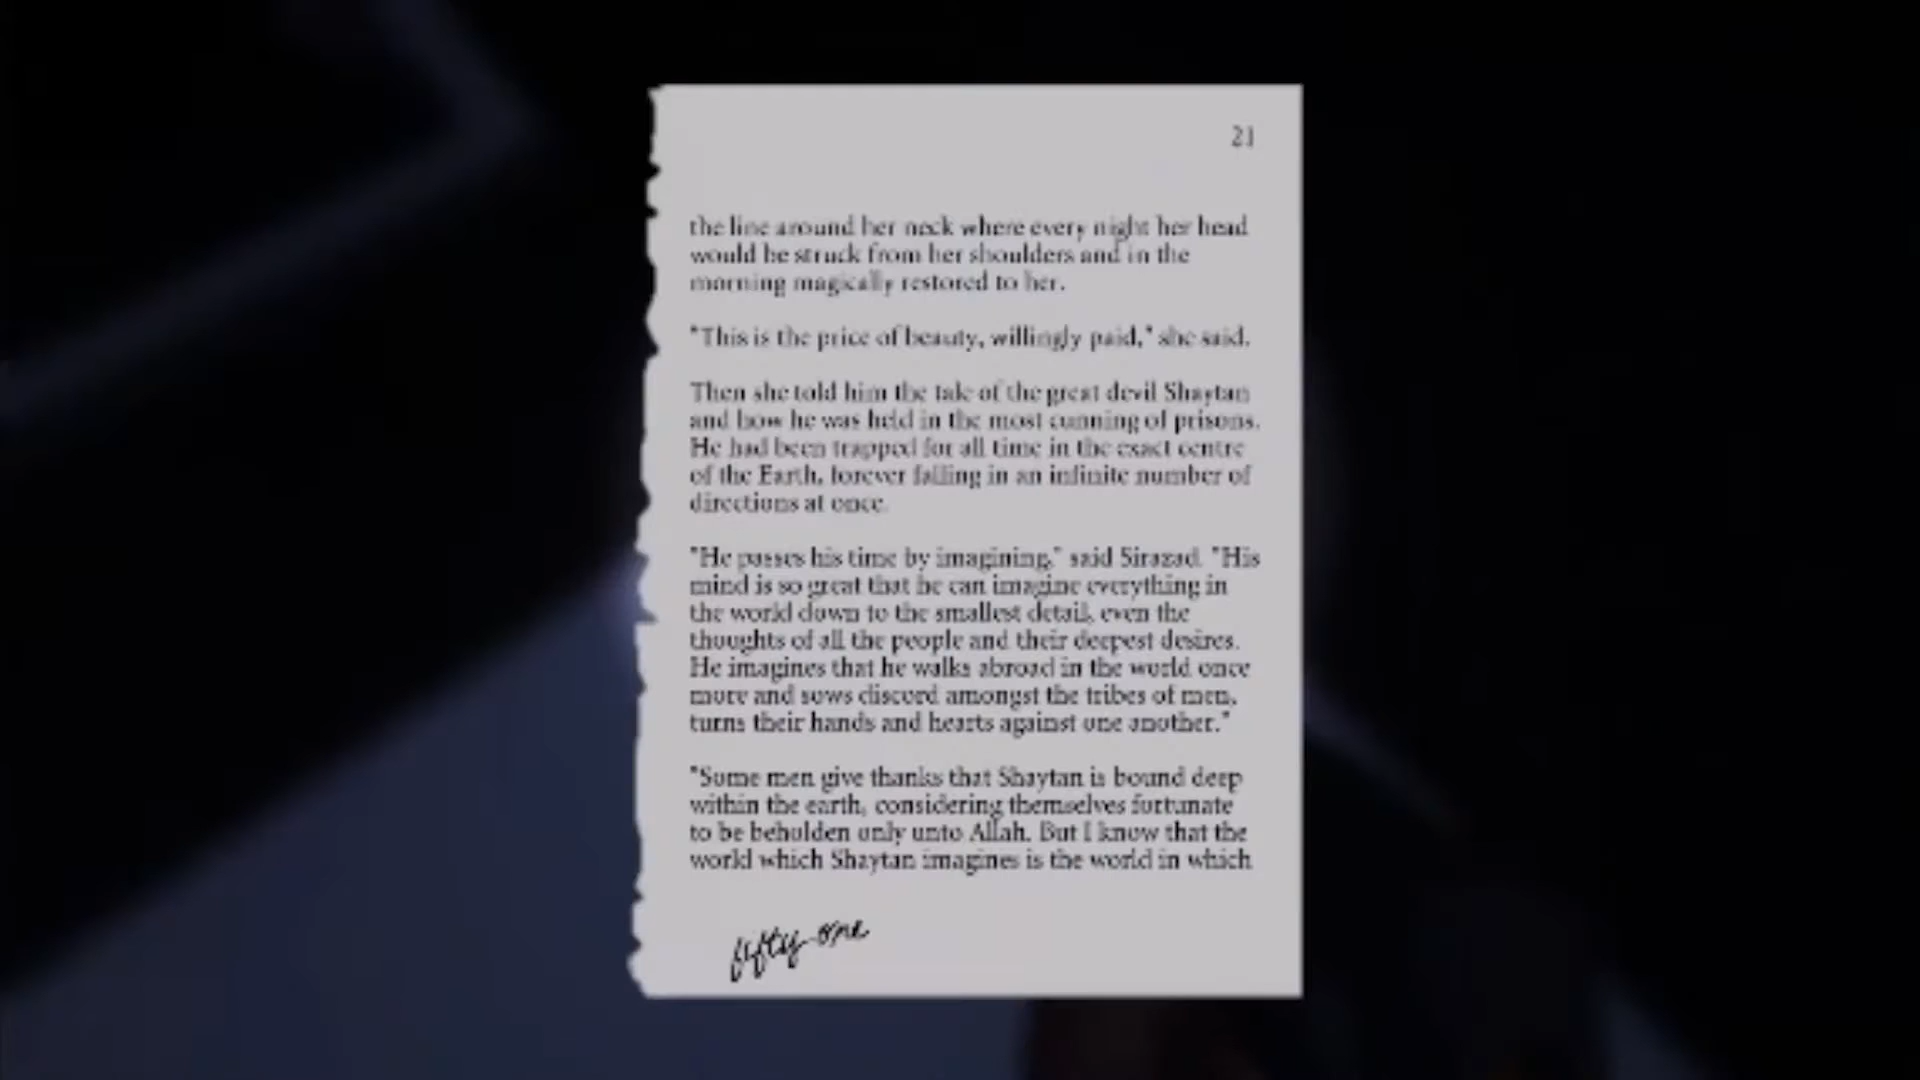 21
the line around her neck where every night her head
would be struck from her shoulders and in the
morning magically restored to her.
"This is the price of beauty, willingly paid," she said.
Then she told him the tale of the great devil Shaytan
and how he was held in the most cunning of prisons.
He had been trapped for all time in the exact centre
of the Earth, forever falling in an infinite number of
directions at once.
"He passes his time by imagining," said Sirazad. "His
mind is so great that he can imagine everything in
the world down to the smallest detail, even the
thoughts of all the people and their deepest desires.
He imagines that he walks abroad in the world once
more and sows discord amongst the tribes of men,
turns their hands and hearts against one another."
"Some men give thanks that Shaytan is bound deep
within the earth, considering themselves fortunate
to be beholden only unto Allah. But I know that the
world which Shaytan imagines is the world in which
fifty-one